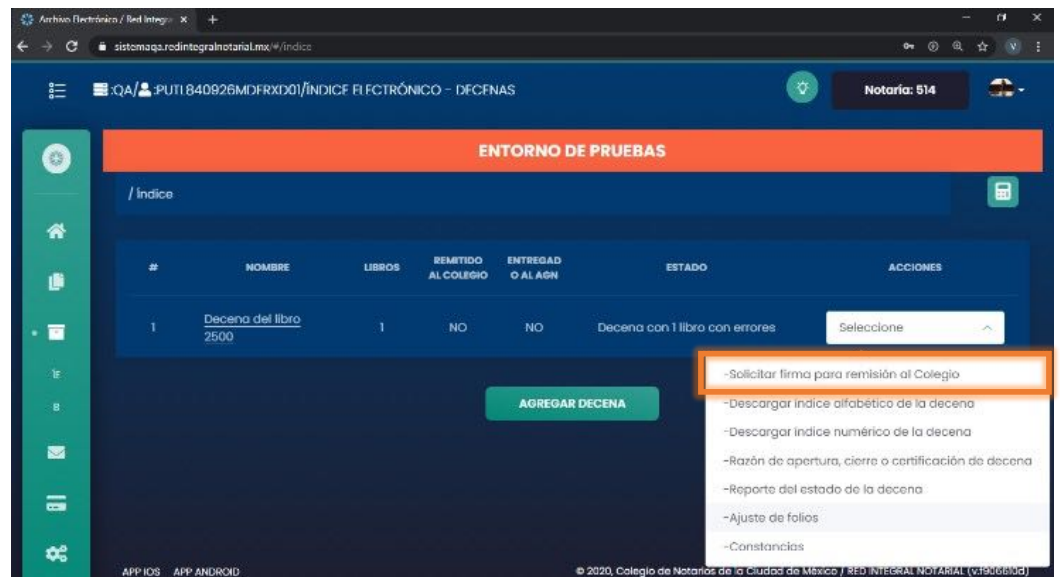 Archivo Electrónico / Red Integra
sistemaqa.redintegralnotarial.mx/#/indice
:QA/ :PUTL840926MDFRXD01/ÍNDICE ELECTRÓNICO - DECENAS
Notaría: 514
ENTORNO DE PRUEBAS
/ Índice
# NOMBRE LIBROS REMITIDO AL COLEGIO ENTREGAD O AL AGN ESTADO ACCIONES
1 Decena del libro 2500 1 NO NO Decena con 1 libro con errores Seleccione
-Solicitar firma para remisión al Colegio
-Descargar índice alfabético de la decena
-Descargar índice numérico de la decena
-Razón de apertura, cierre o certificación de decena
-Reporte del estado de la decena
-Ajuste de folios
-Constancias
AGREGAR DECENA
IE
B
APP IOS APP ANDROID
© 2020, Colegio de Notarios de la Ciudad de México / RED INTEGRAL NOTARIAL (v.f906610d)